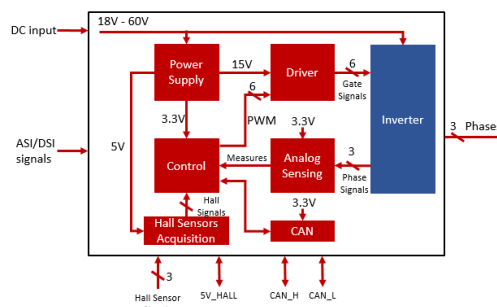 18V - 60V
DC input
Power
Supply
15V
Driver
6
Gate
Signals
Inverter
3.3V
6
PWM
5V
3.3V
3 Phases
ASI/DSI
signals
Control
Measures
Analog
Sensing
3
Phase
Signals
Hall
Signals
3.3V
Hall Sensors
Acquisition
CAN
3
Hall Sensor
5V_HALL
CAN_H
CAN_L